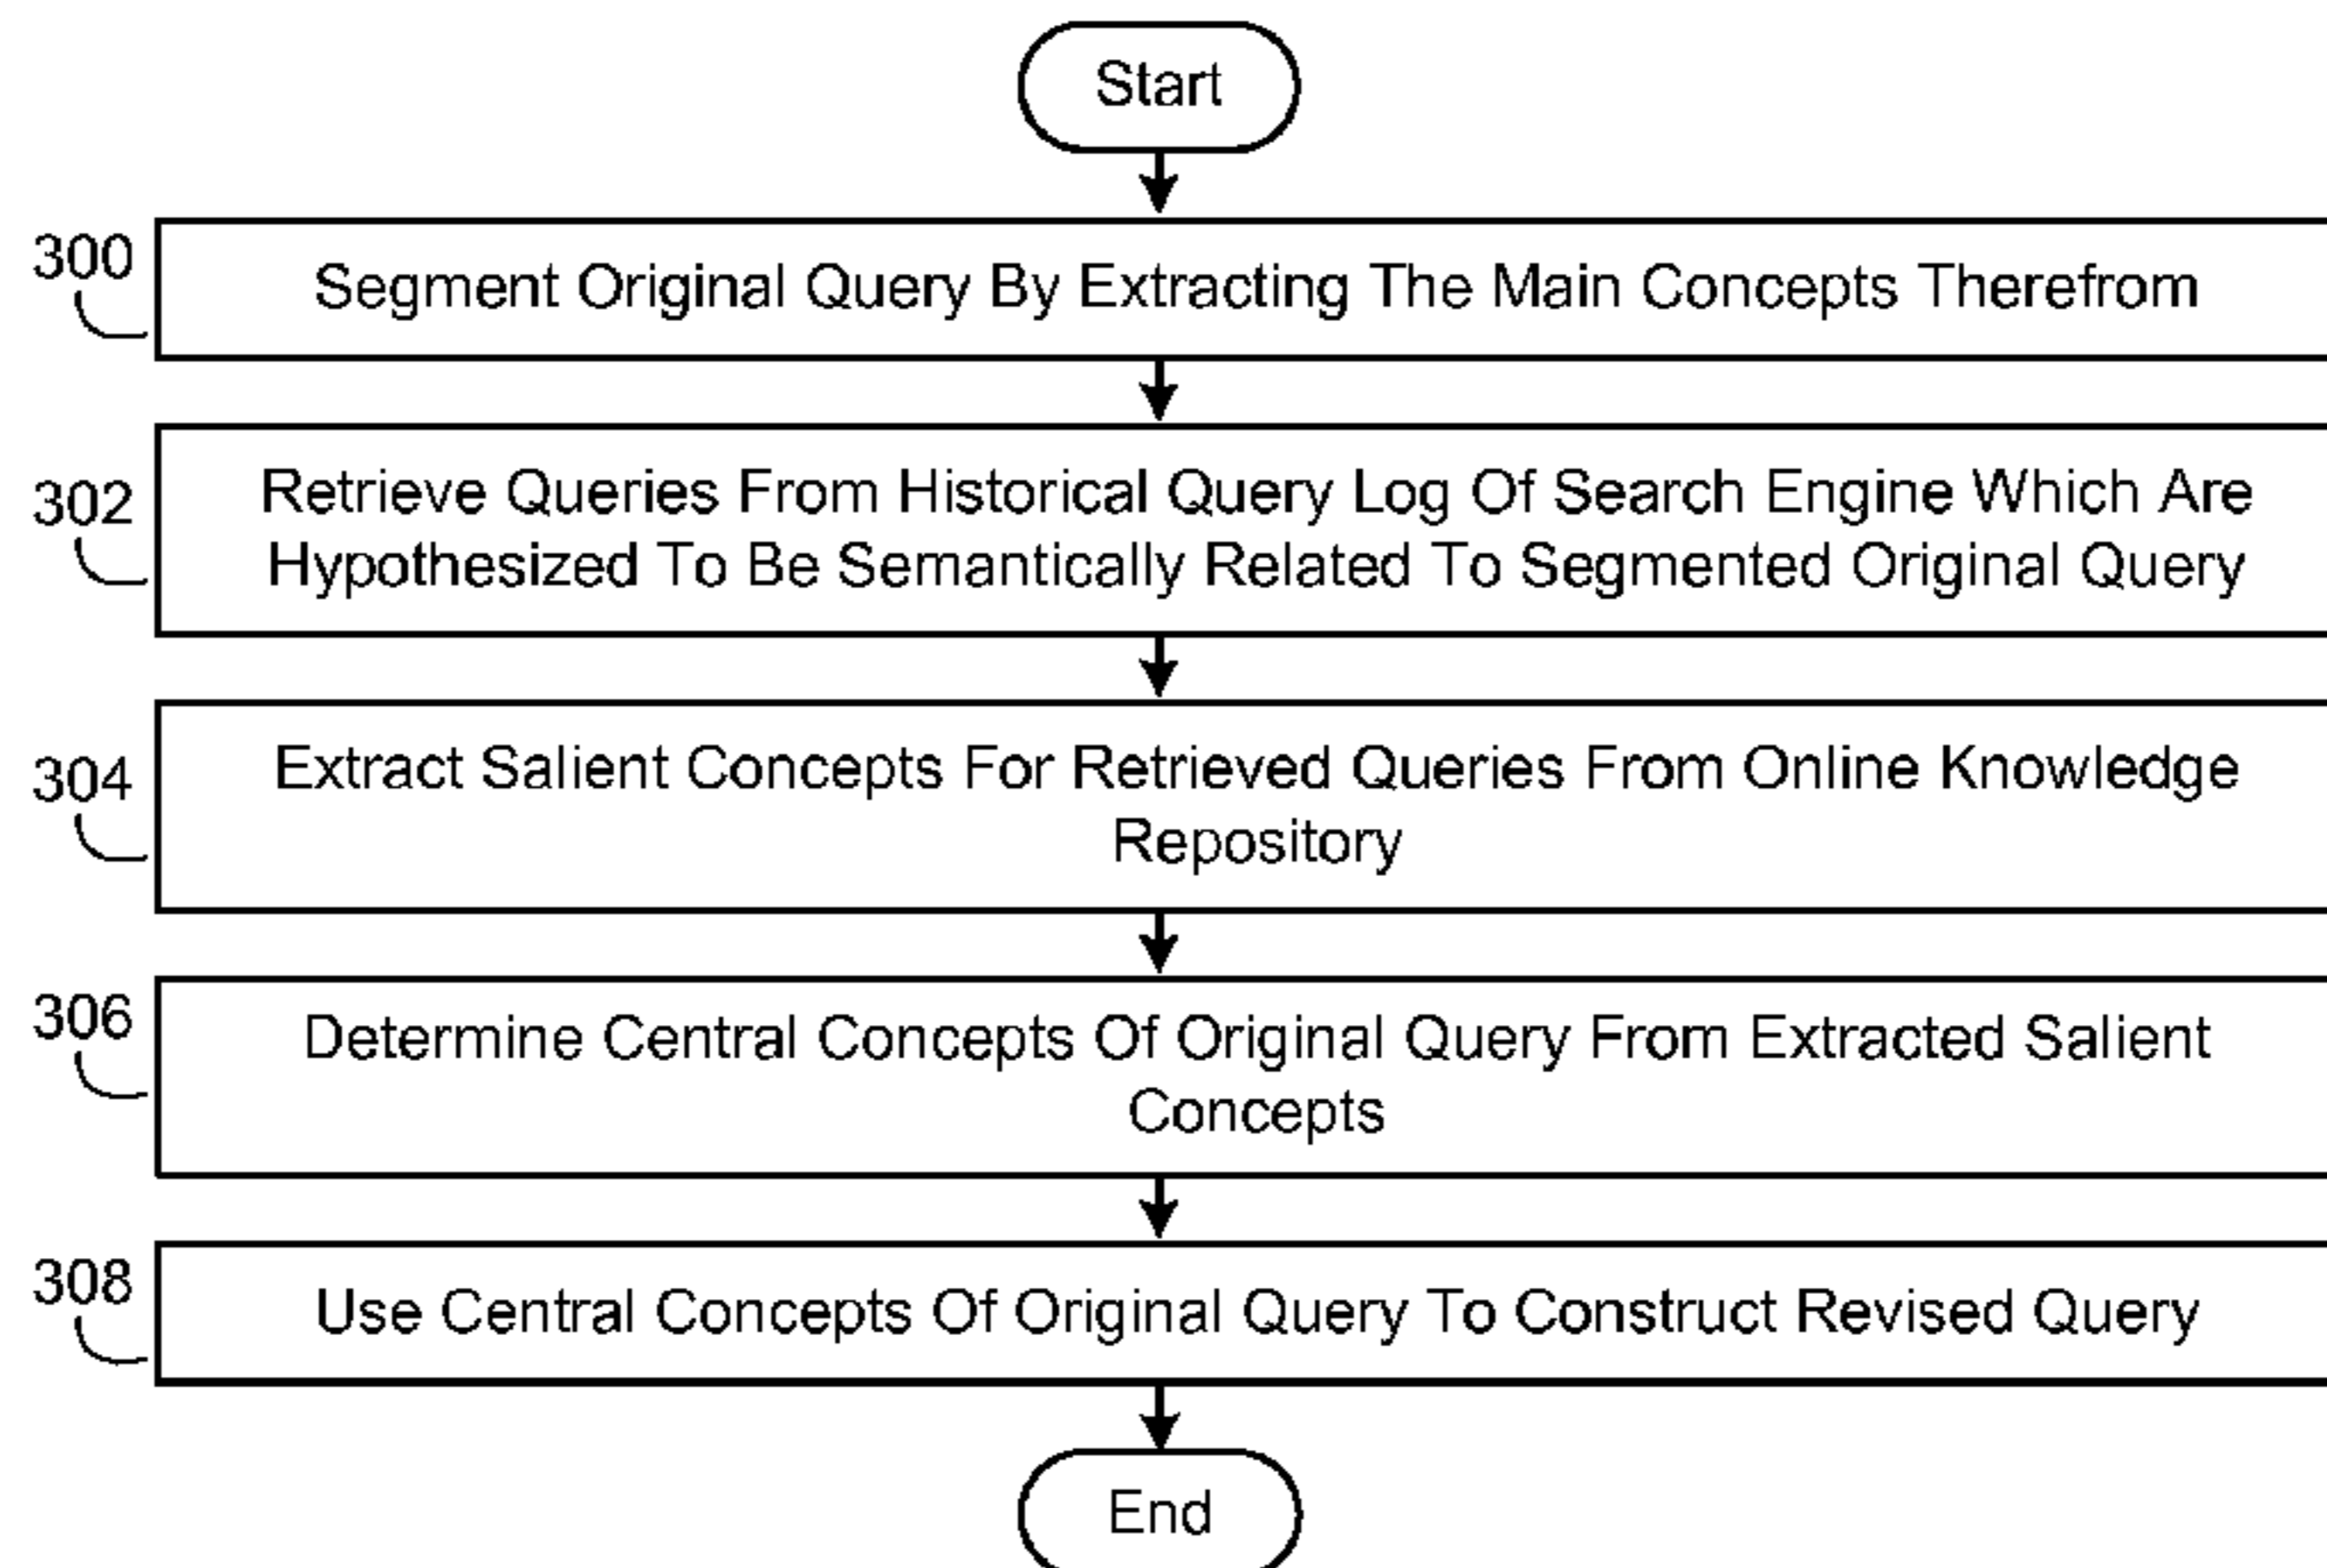 Start
300
Segment Original Query By Extracting The Main Concepts Therefrom
302
Retrieve Queries From Historical Query Log Of Search Engine Which Are
Hypothesized To Be Semantically Related To Segmented Original Query
304
Extract Salient Concepts For Retrieved Queries From Online Knowledge
Repository
306
Determine Central Concepts Of Original Query From Extracted Salient
Concepts
308
Use Central Concepts Of Original Query To Construct Revised Query
End